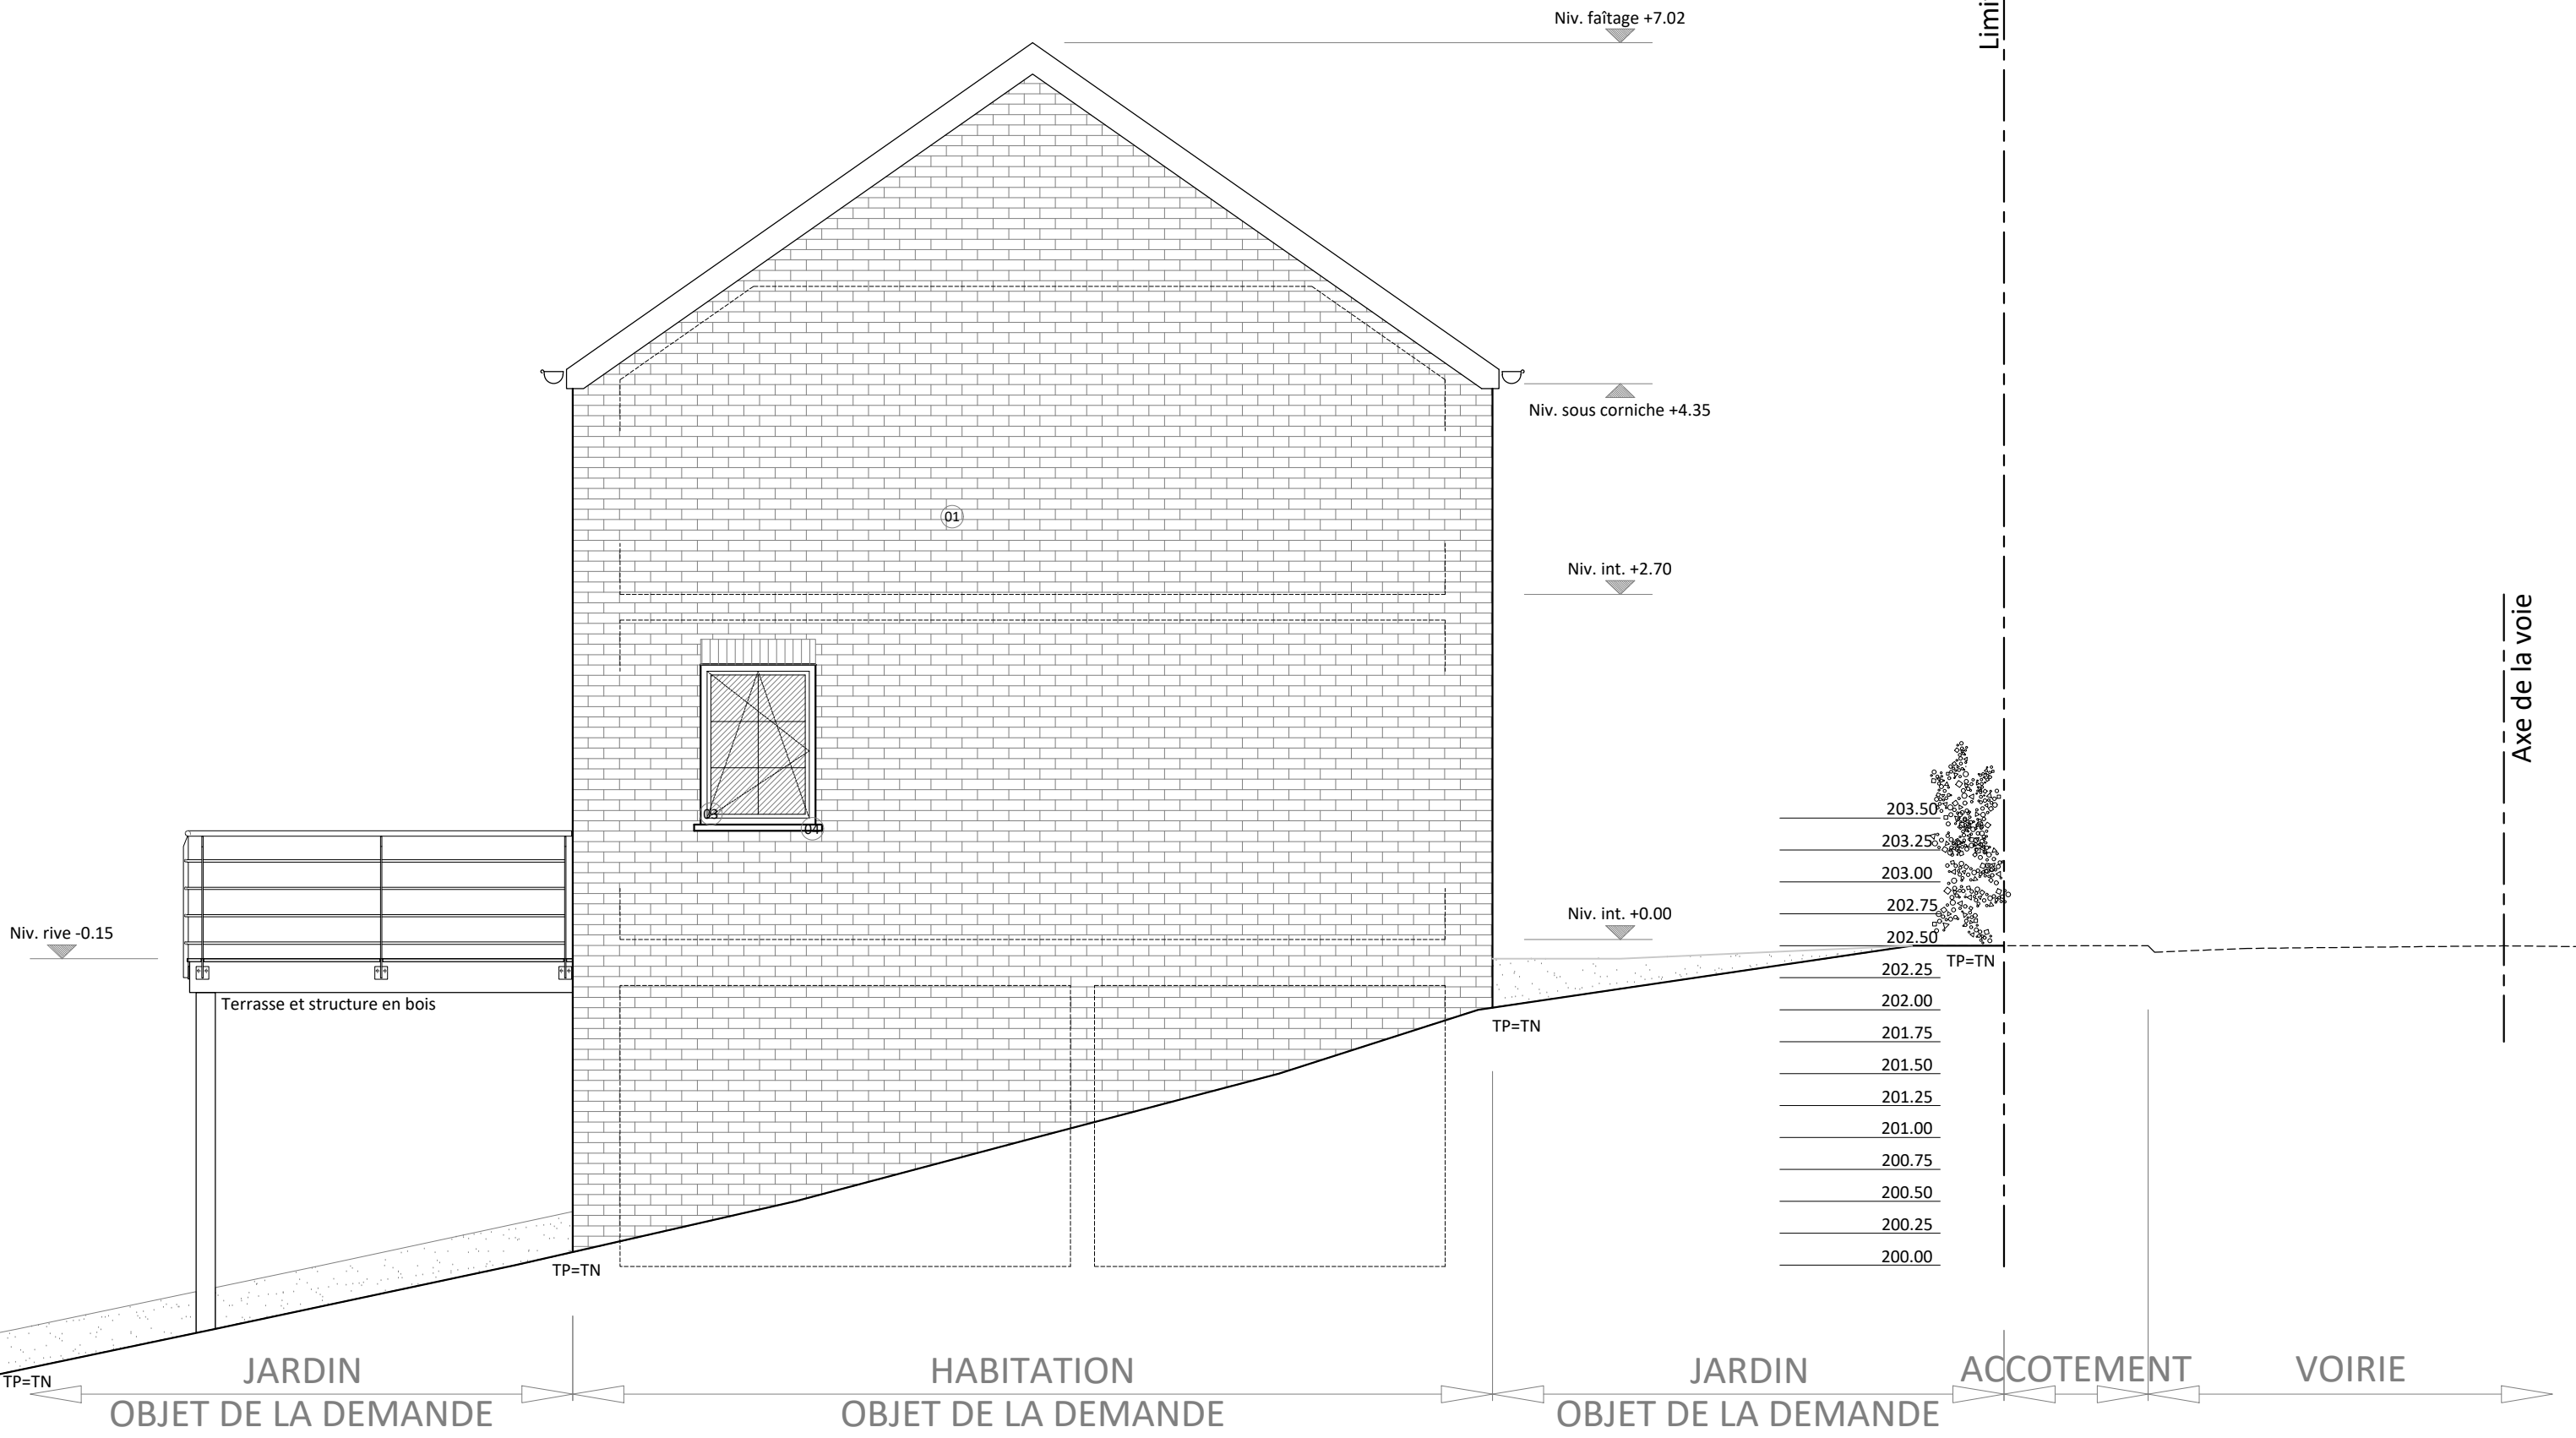 Niv. faîtage +7.02
Limi
Niv. sous corniche +4.35
01
Niv. int. +2.70
Axe de la voie
03
04
203.50
203.25
203.00
202.75
202.50
202.25
202.00
201.75
201.50
201.25
201.00
200.75
200.50
200.25
200.00
Niv. int. +0.00
Niv. rive -0.15
TP=TN
Terrasse et structure en bois
TP=TN
TP=TN
TP=TN
JARDIN
OBJET DE LA DEMANDE
HABITATION
OBJET DE LA DEMANDE
JARDIN
OBJET DE LA DEMANDE
ACCOTEMENT
VOIRIE